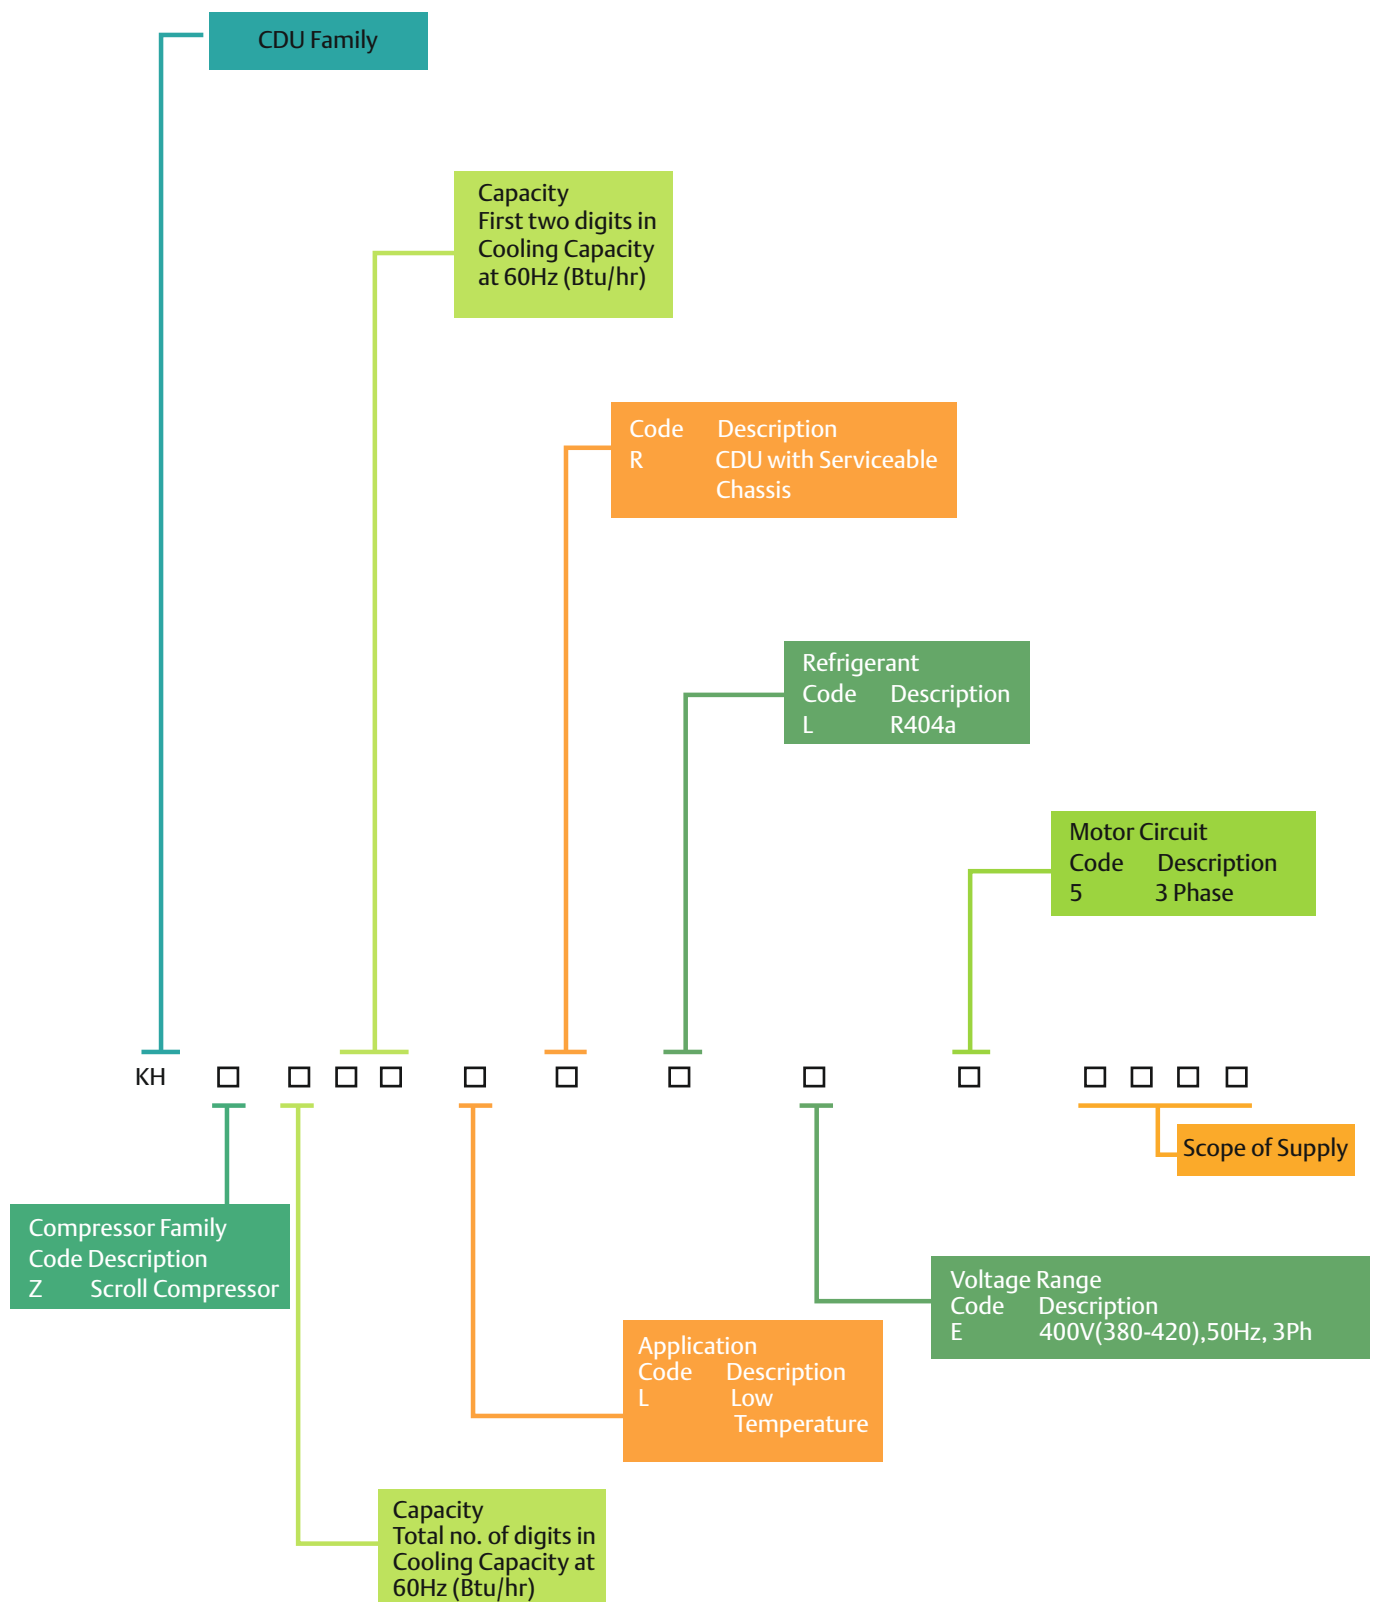 CDU Family
Capacity
First two digits in
Cooling Capacity
at 60Hz (Btu/hr)
Code Description
R CDU with Serviceable
Chassis
Refrigerant
Code Description
L R404a
Motor Circuit
Code Description
5 3 Phase
KH □ □ □ □ □ □ □ □ □ □ □ □ □
Scope of Supply
Compressor Family
Code Description
Z Scroll Compressor
Voltage Range
Code Description
E 400V(380-420),50Hz, 3Ph
Application
Code Description
L Low
Temperature
Capacity
Total no. of digits in
Cooling Capacity at
60Hz (Btu/hr)